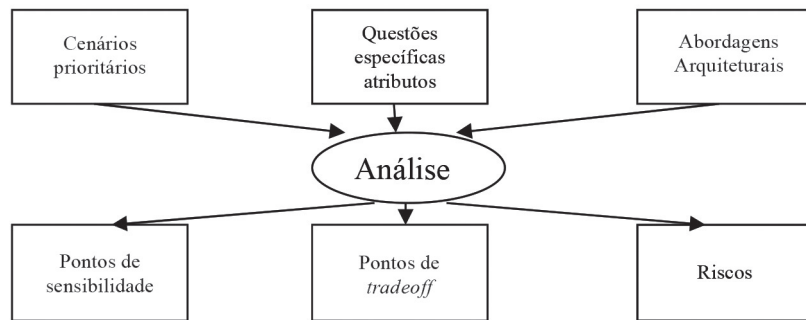 Cenários
prioritários
Questões
específicas
atributos
Abordagens
Arquiteturais
Análise
Pontos de
sensibilidade
Pontos de
tradeoff
Riscos